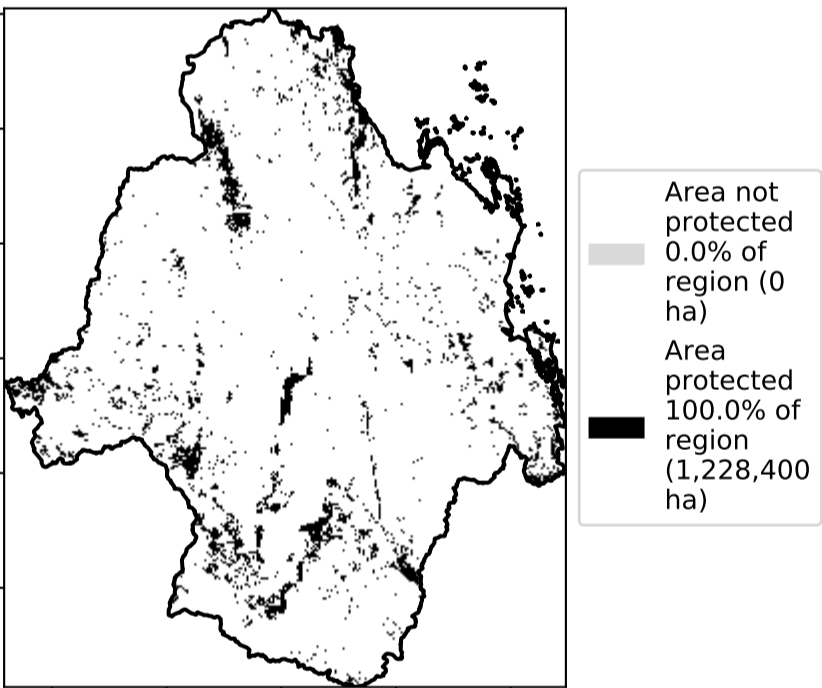 Area not
protected
0.0% of
region (0
ha)
Area
protected
100.0% of
region
(1,228,400
ha)